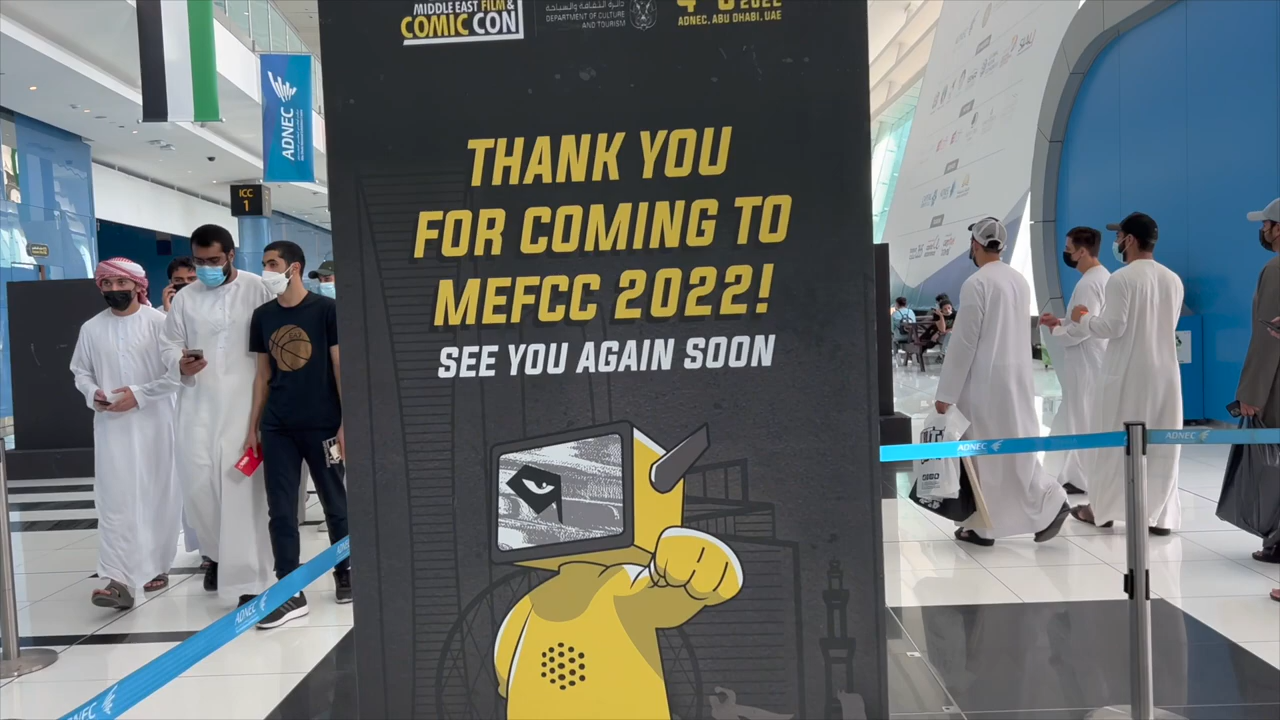 MIDDLE EAST FILM &
COMIC CON
دائرة الثقافة والسياحة
DEPARTMENT OF CULTURE
AND TOURISM
2022
ADNEC, ABU DHABI, UAE
THANK YOU
FOR COMING TO
MEFCC 2022!
SEE YOU AGAIN SOON
ADNEC
ICC
1
ADNEC
ADNEC
ADNEC
ADNEC